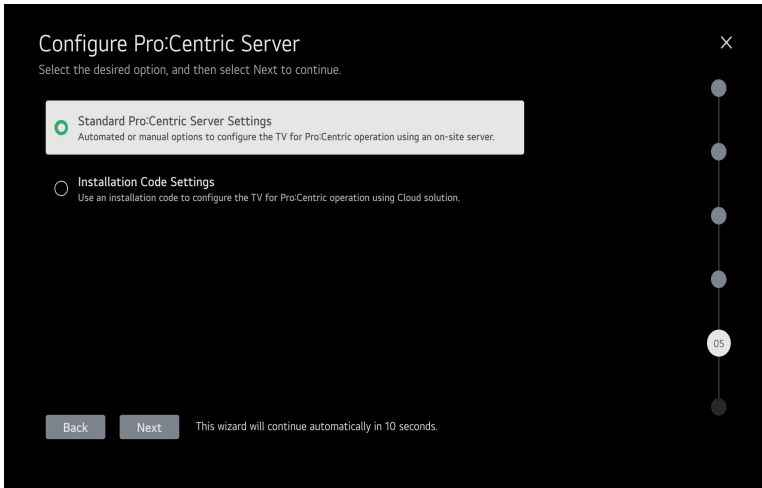 Configure Pro:Centric Server
Select the desired option, and then select Next to continue.
Standard Pro:Centric Server Settings
Automated or manual options to configure the TV for Pro:Centric operation using an on-site server.
Installation Code Settings
Use an installation code to configure the TV for Pro:Centric operation using Cloud solution.
05
Back Next This wizard will continue automatically in 10 seconds.